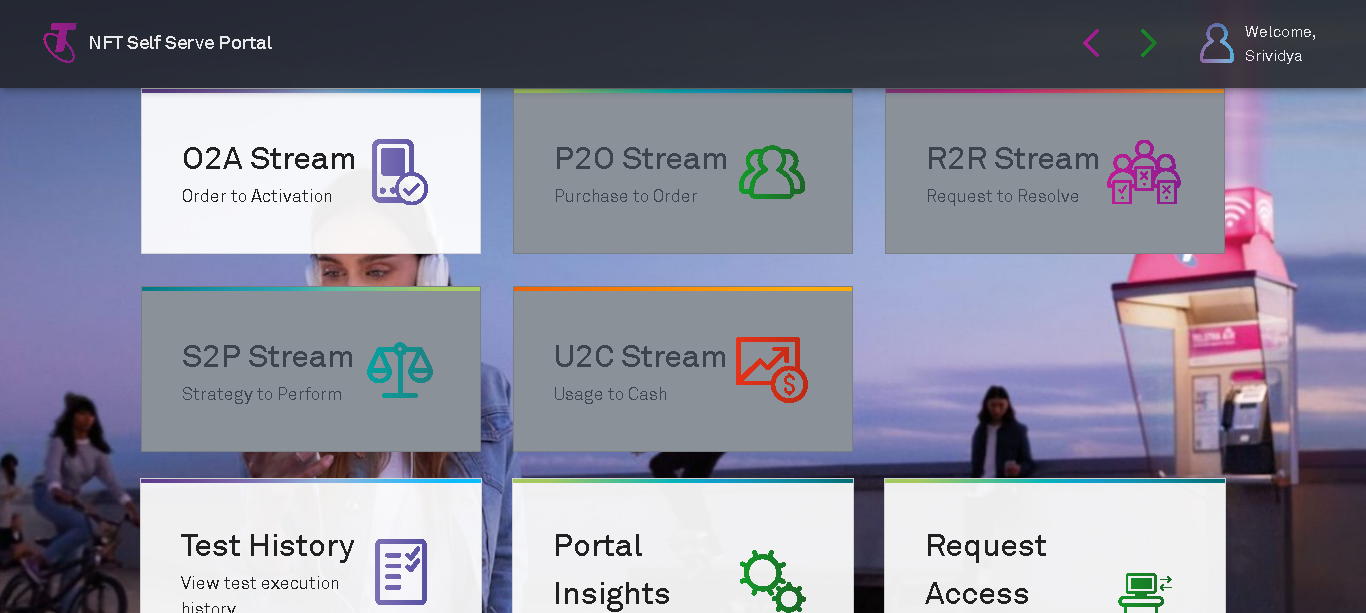 NFT Self Serve Portal
Welcome,
Srividya
O2A Stream
Order to Activation
P2O Stream
Purchase to Order
R2R Stream
Request to Resolve
S2P Stream
Strategy to Perform
U2C Stream
Usage to Cash
Test History
View test execution
history
Portal
Insights
Request
Access